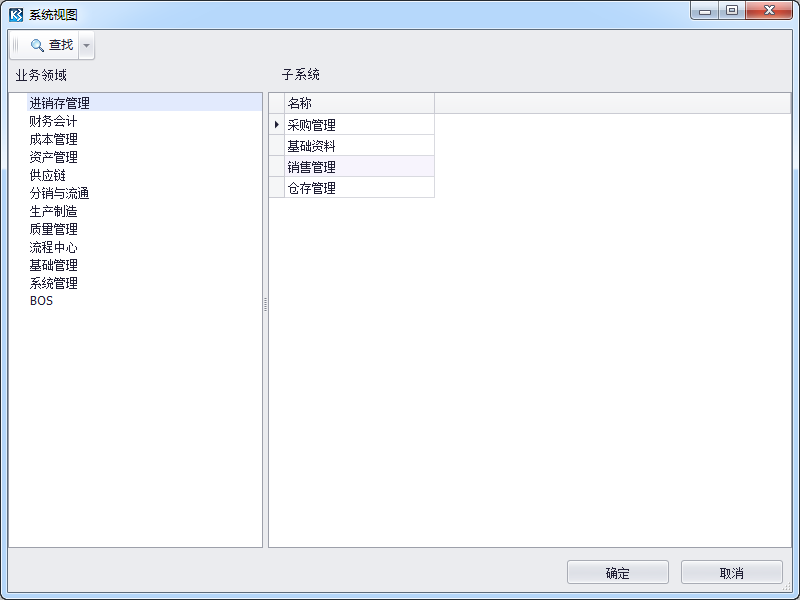 系统视图
查找
业务领域
子系统
进销存管理
财务会计
成本管理
资产管理
供应链
分销与流通
生产制造
质量管理
流程中心
基础管理
系统管理
BOS
名称
采购管理
基础资料
销售管理
仓存管理
确定
取消